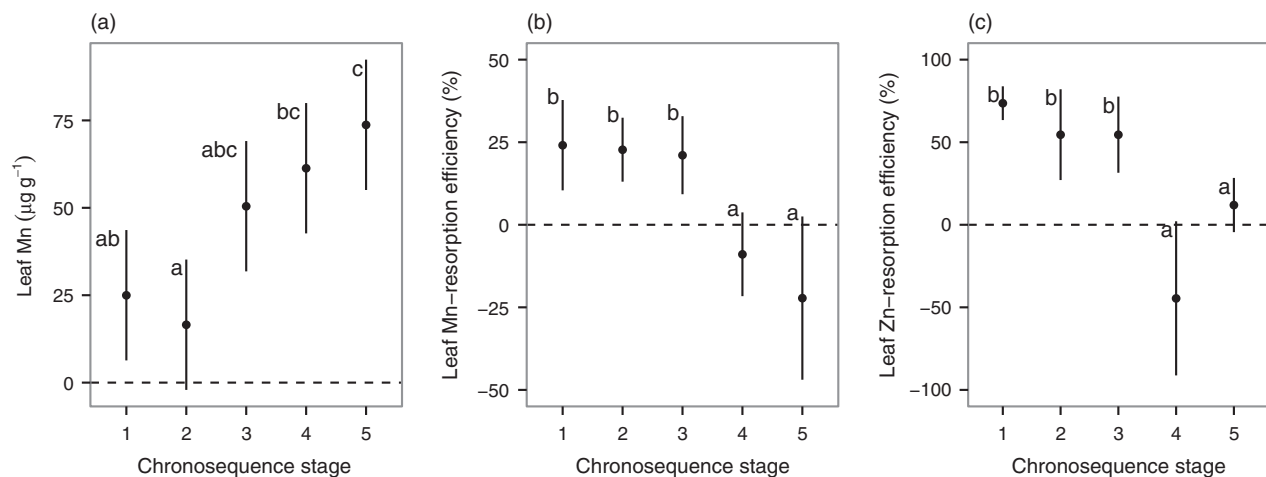 (a)
Leaf Mn (µg g⁻¹)
75
50
25
0
ab
a
abc
bc
c
1 2 3 4 5
Chronosequence stage
(b)
Leaf Mn−resorption efficiency (%)
50
25
0
−25
−50
b
b
b
a
a
1 2 3 4 5
Chronosequence stage
(c)
Leaf Zn−resorption efficiency (%)
100
50
0
−50
−100
b
b
b
a
a
1 2 3 4 5
Chronosequence stage